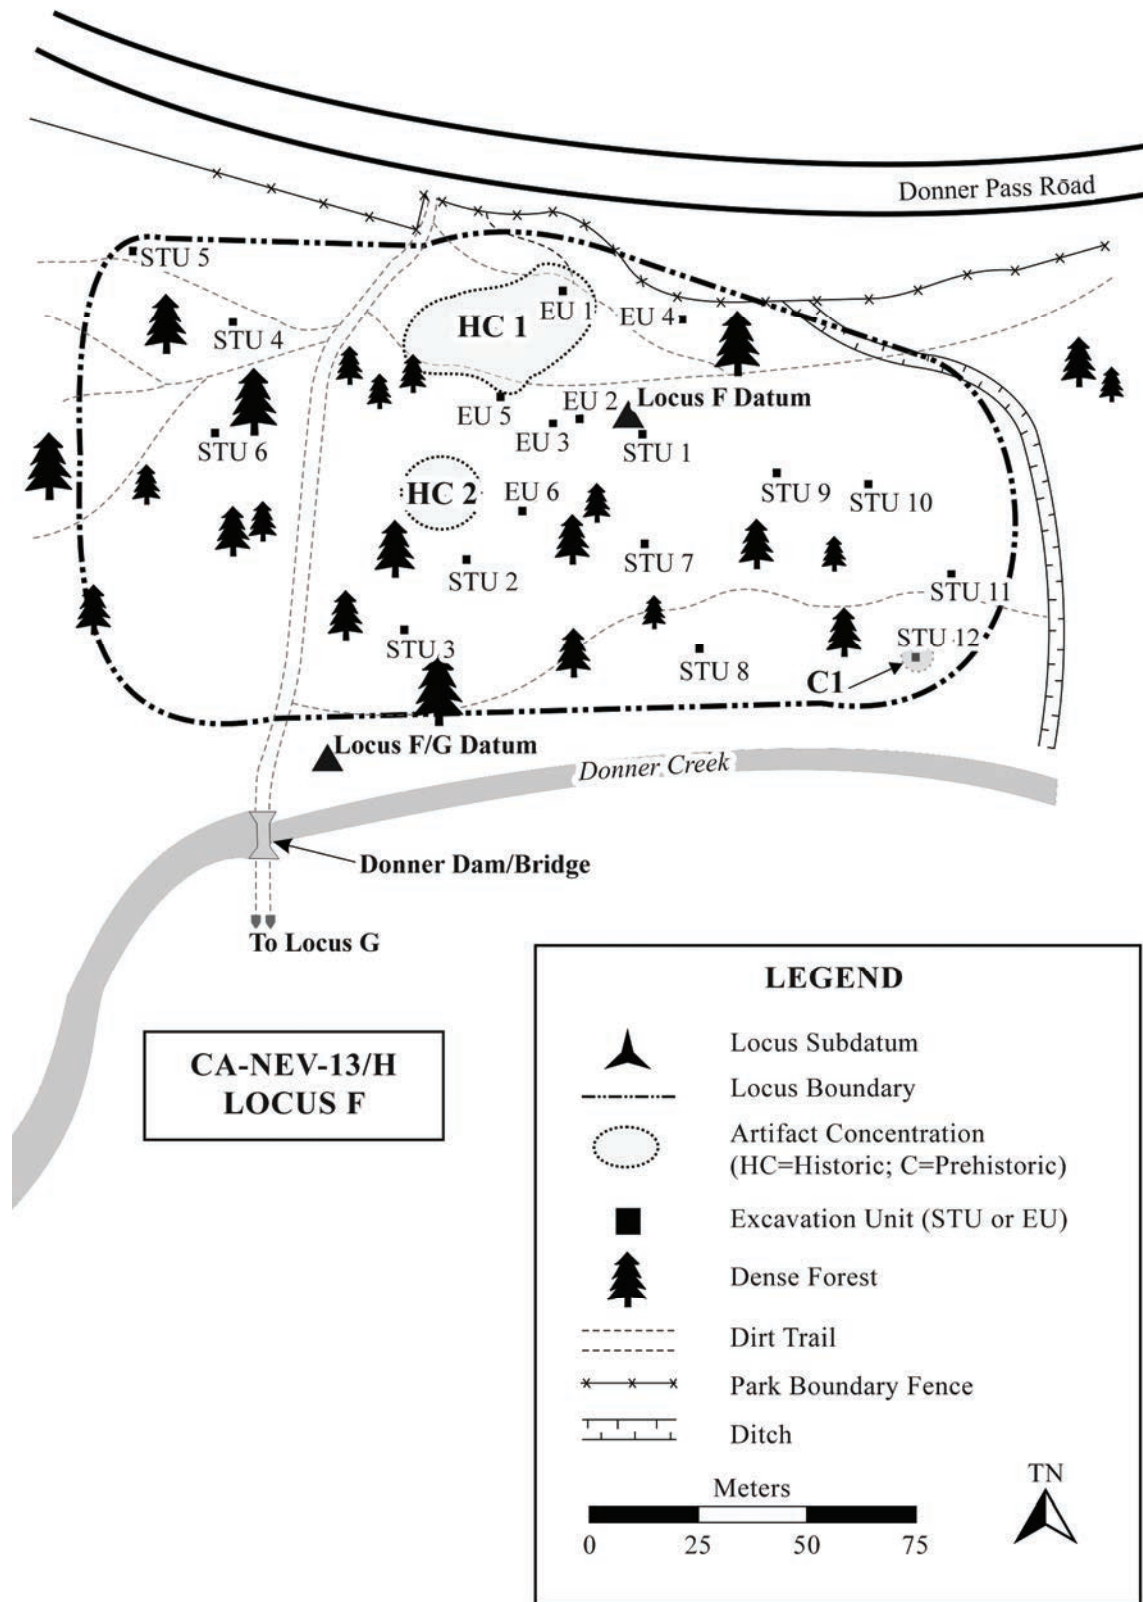 Donner Pass Road
STU 5
EU 1
EU 4
HC 1
STU 4
Locus F Datum
EU 2
EU 5
EU 3
STU 1
STU 6
HC 2
EU 6
STU 9
STU 10
STU 7
STU 2
STU 11
STU 3
STU 12
STU 8
C1
Locus F/G Datum
Donner Creek
Donner Dam/Bridge
To Locus G
CA-NEV-13/H
LOCUS F
LEGEND
Locus Subdatum
Locus Boundary
Artifact Concentration
(HC=Historic; C=Prehistoric)
Excavation Unit (STU or EU)
Dense Forest
Dirt Trail
Park Boundary Fence
Ditch
Meters
0 25 50 75
TN